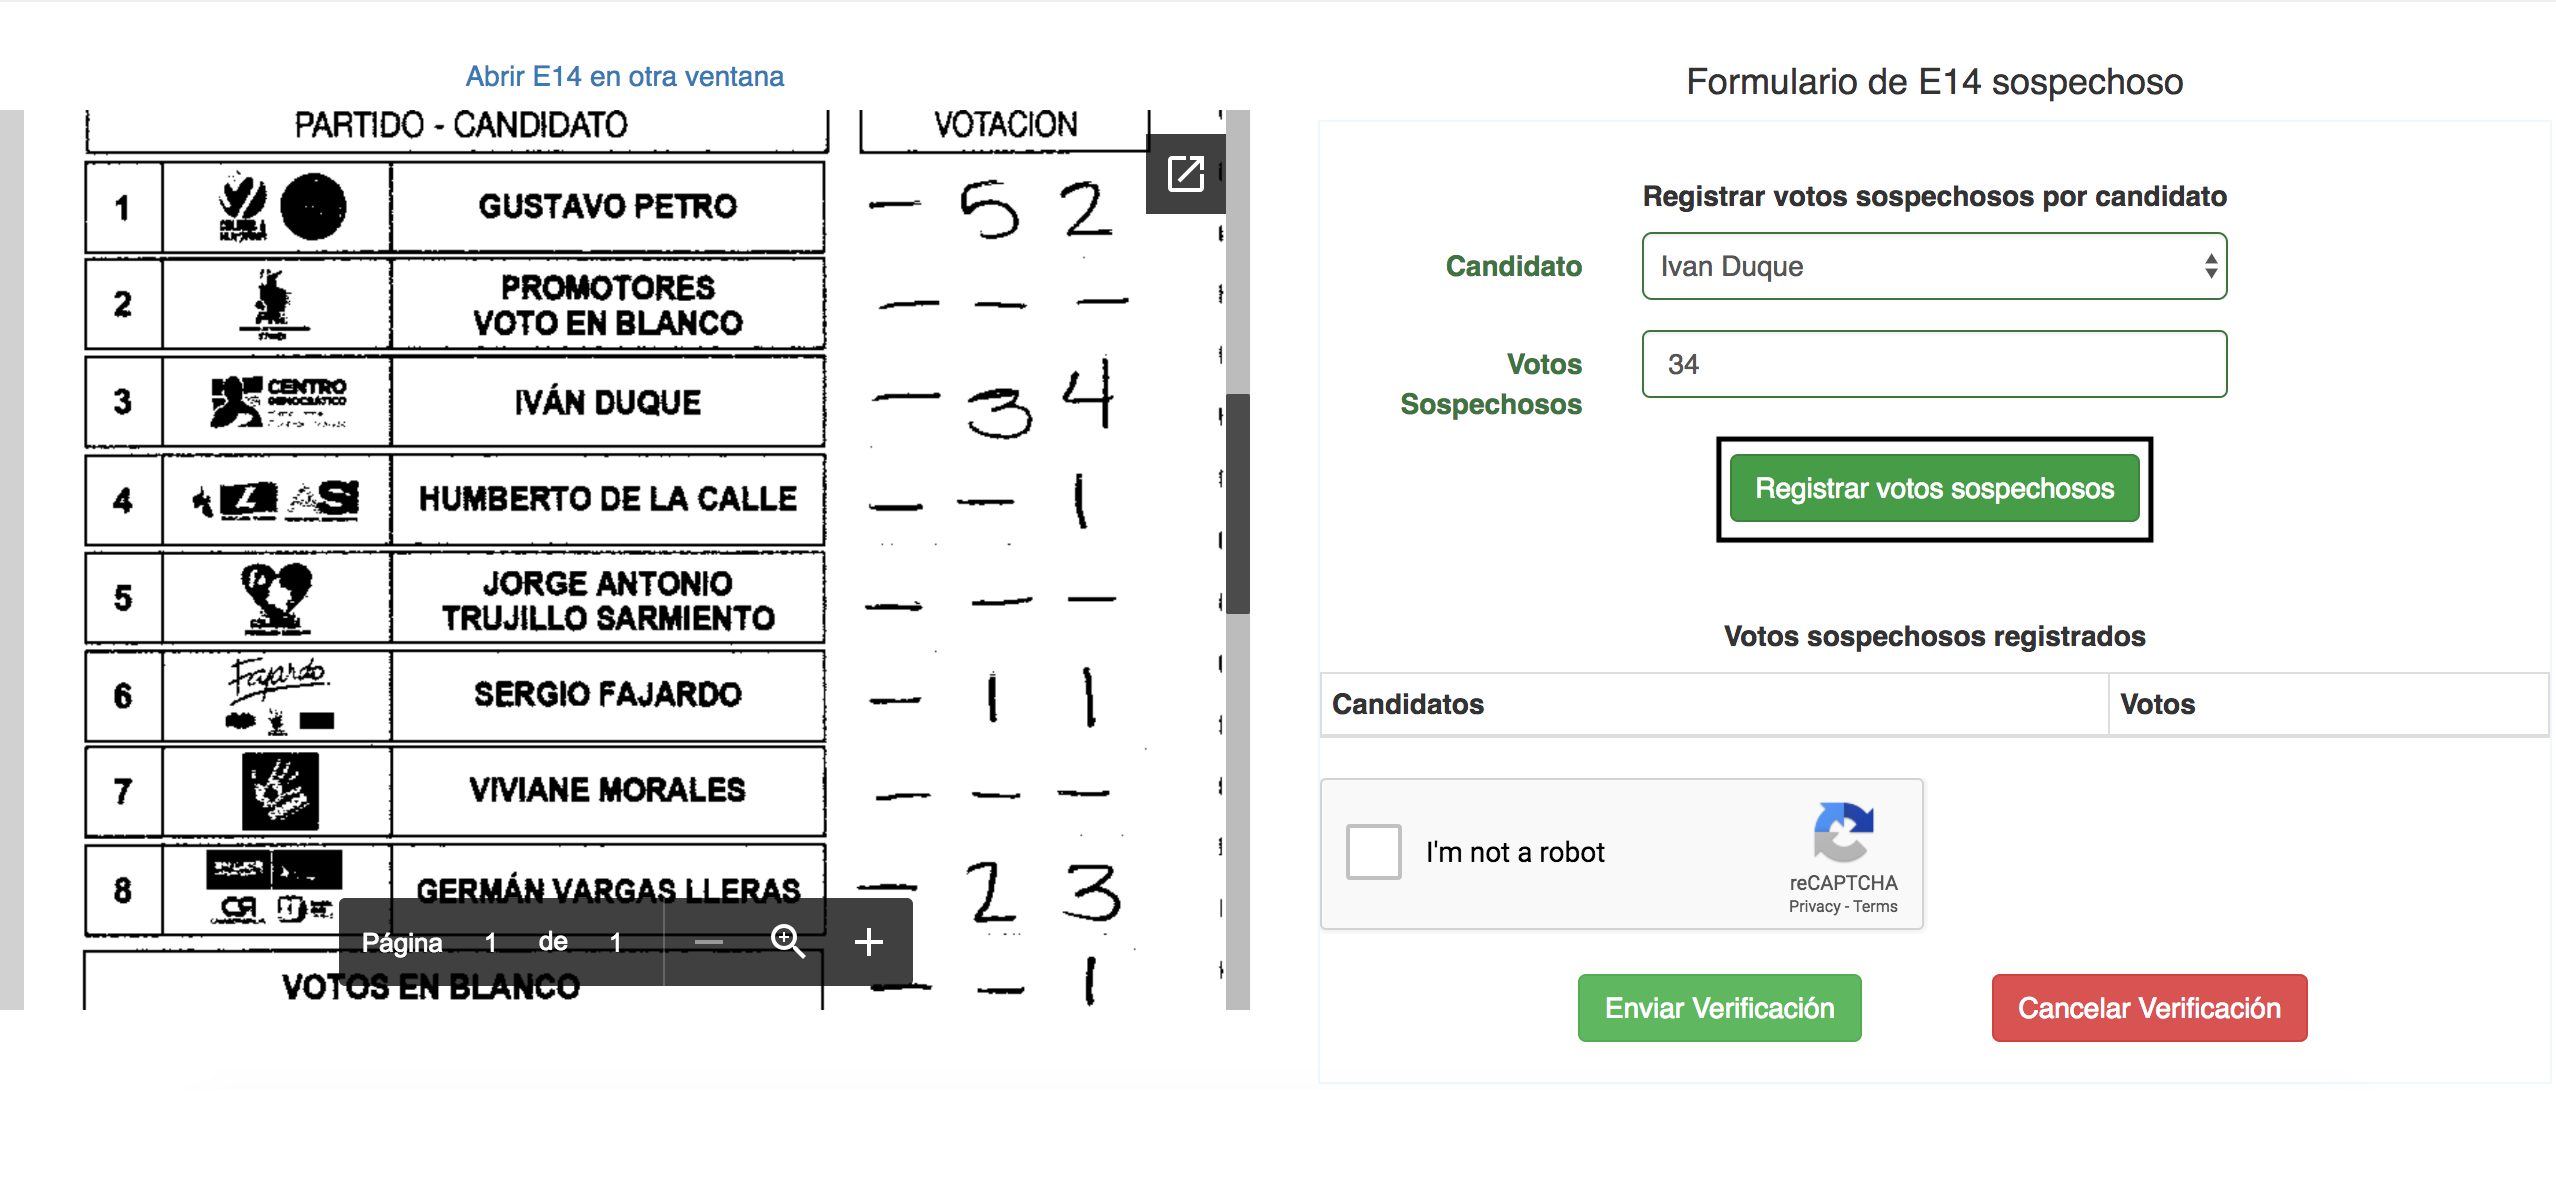 Abrir E14 en otra ventana
PARTIDO - CANDIDATO VOTACION
1 GUSTAVO PETRO - 5 2
2 PROMOTORES
VOTO EN BLANCO - - -
3 CENTRO
DEMOCRÁTICO
IVÁN DUQUE - 3 4
4 ASI HUMBERTO DE LA CALLE - - 1
5 JORGE ANTONIO
TRUJILLO SARMIENTO - - -
6 Fajardo SERGIO FAJARDO - 1 1
7 VIVIANE MORALES - - -
8 CR GERMÁN VARGAS LLERAS - 2 3
Página 1 de 1
VOTOS EN BLANCO - - 1
Formulario de E14 sospechoso
Registrar votos sospechosos por candidato
Candidato Ivan Duque
Votos
Sospechosos 34
Registrar votos sospechosos
Votos sospechosos registrados
Candidatos Votos
I'm not a robot
reCAPTCHA
Privacy - Terms
Enviar Verificación Cancelar Verificación